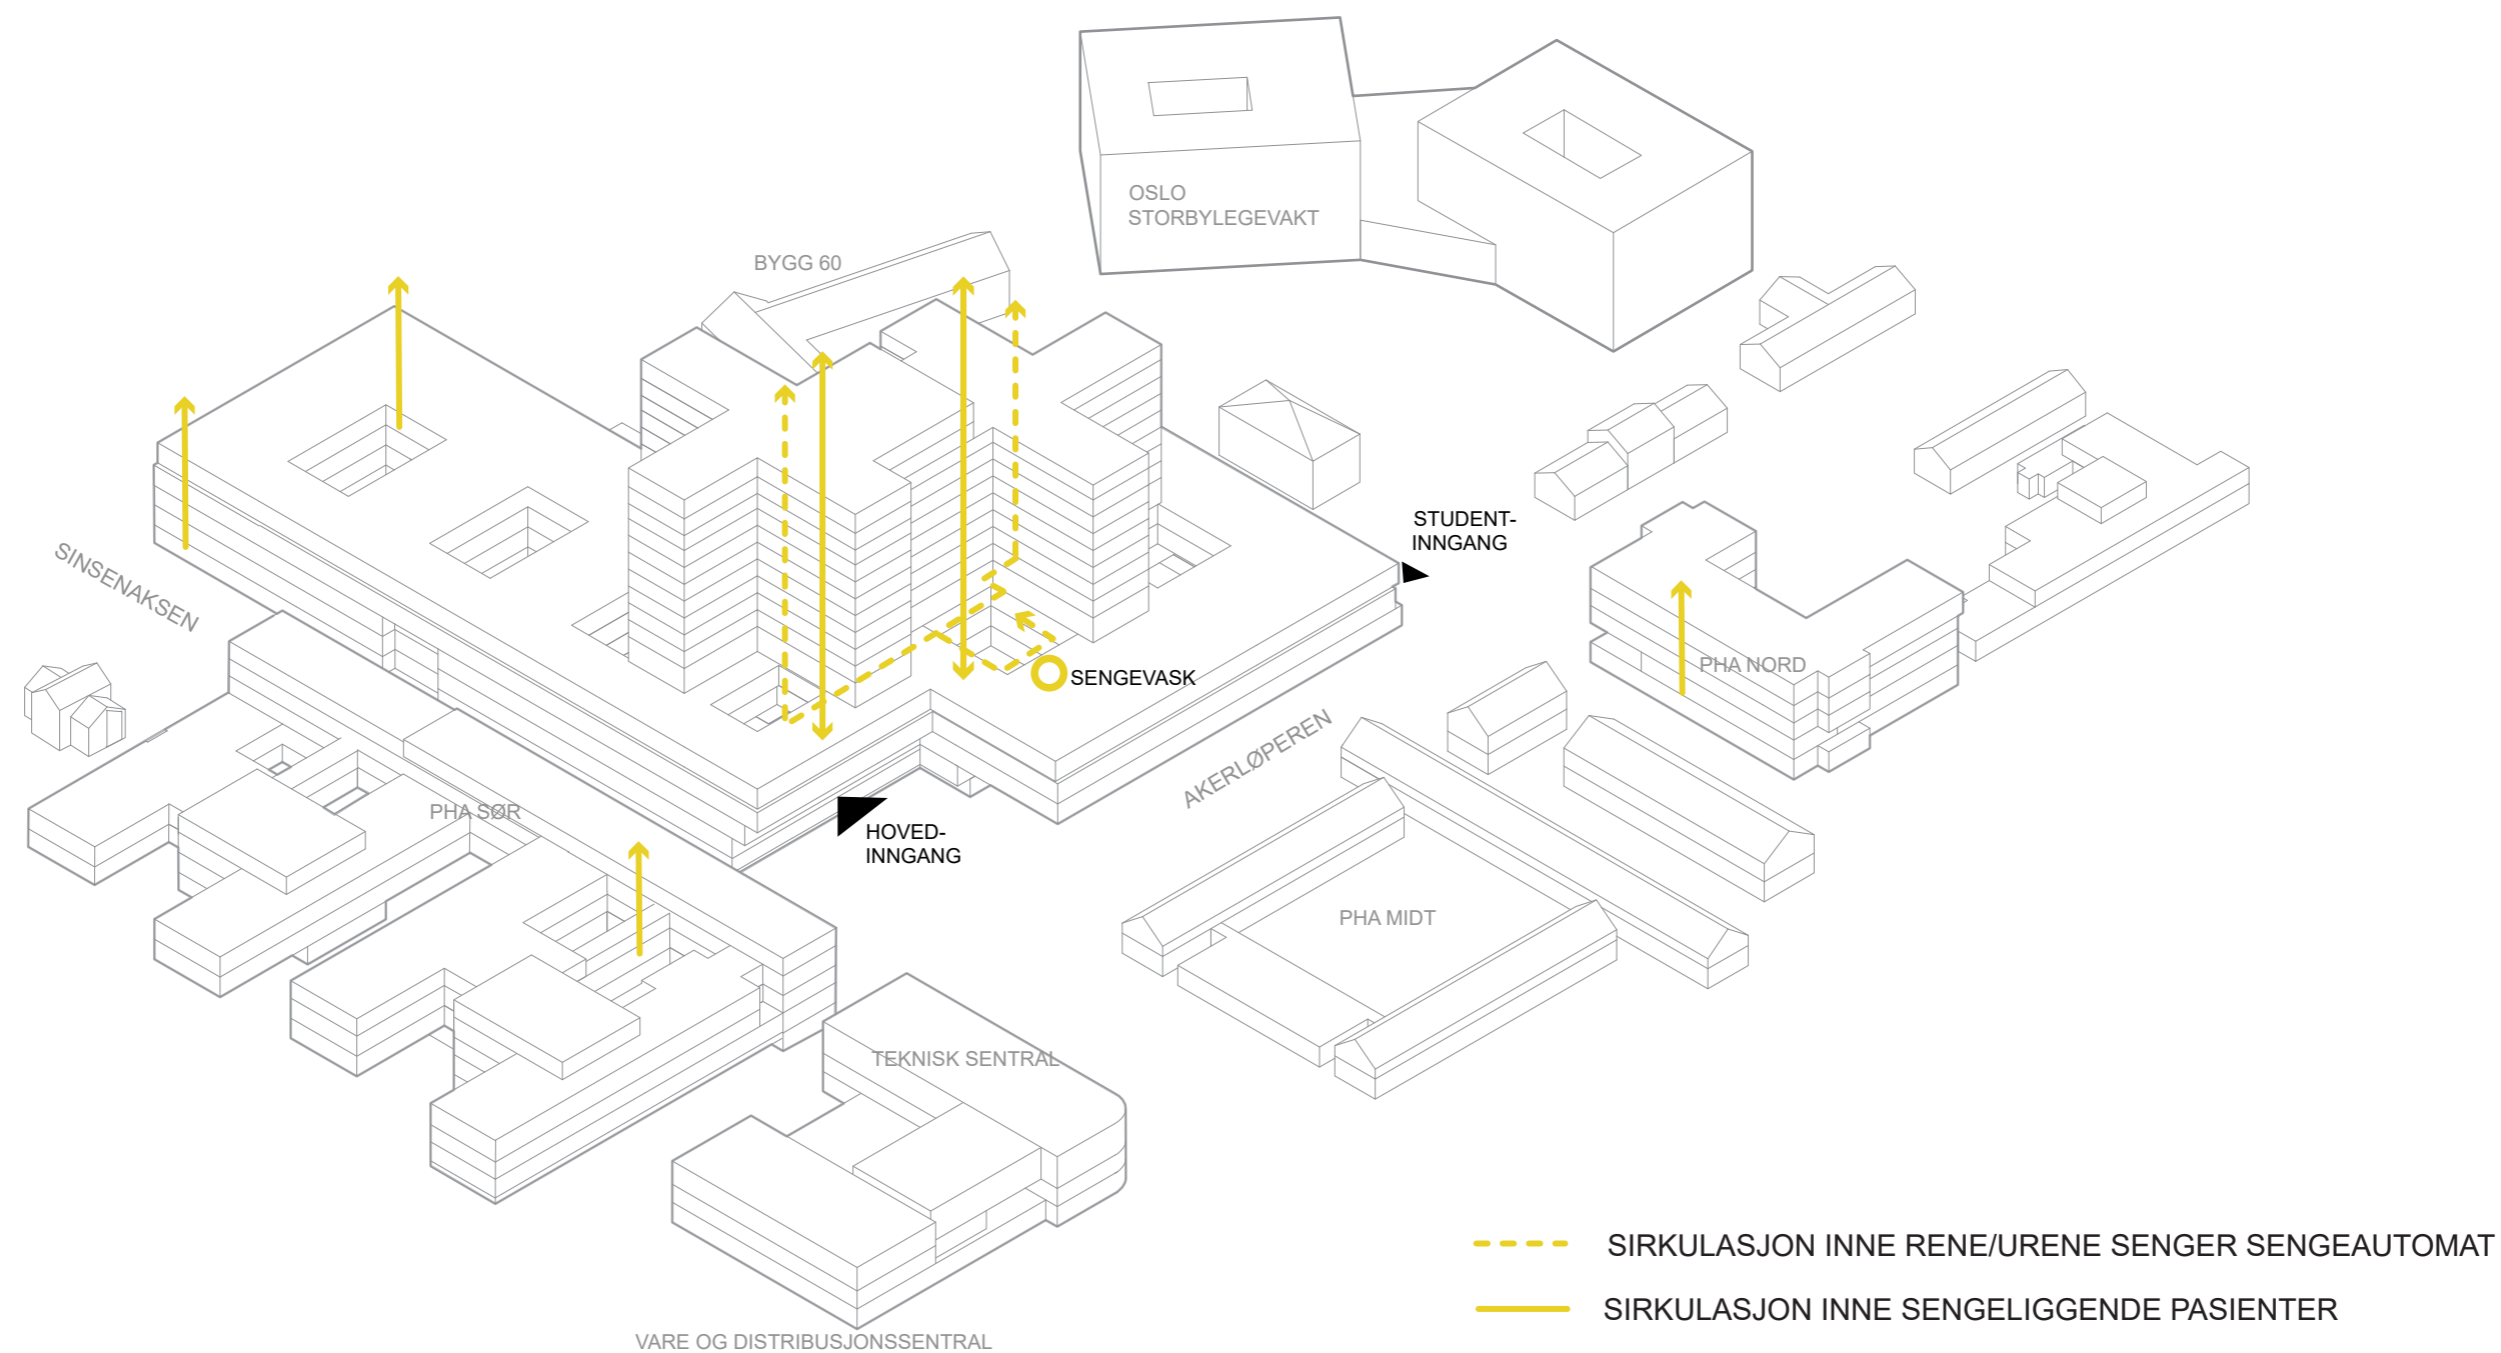 OSLO
STORBYLEGEVAKT
BYGG 60
STUDENT-
INNGANG
SINSENAKSEN
PHA NORD
SENGEVASK
AKERLØPEREN
PHA SØR
HOVED-
INNGANG
PHA MIDT
TEKNISK SENTRAL
SIRKULASJON INNE RENE/URENE SENGER SENGEAUTOMAT
SIRKULASJON INNE SENGELIGGENDE PASIENTER
VARE OG DISTRIBUSJONSSENTRAL